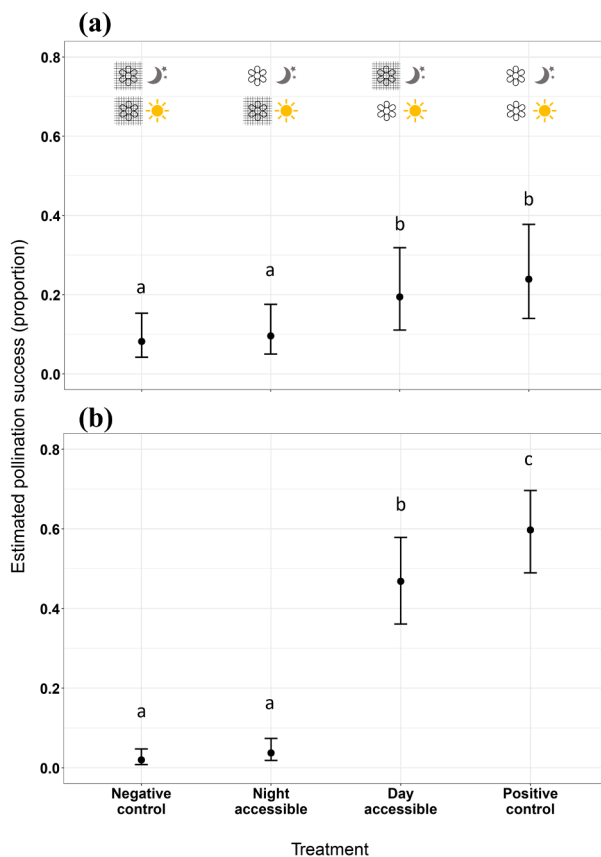 (a)
Estimated pollination success (proportion)
0.8
0.6
0.4
0.2
0.0
a
a
b
b
(b)
0.8
0.6
0.4
0.2
0.0
a
a
b
c
Negative control
Night accessible
Day accessible
Positive control
Treatment